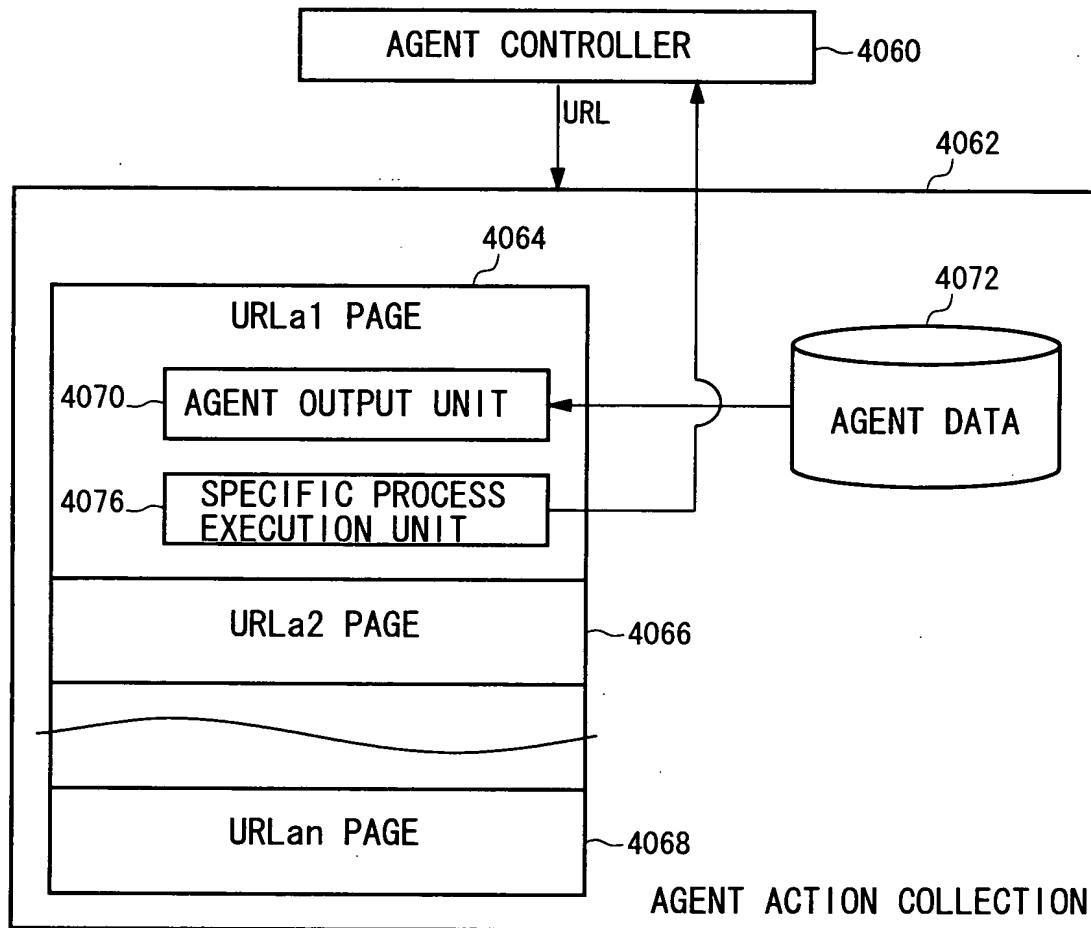 AGENT CONTROLLER
4060
URL
4062
4064
URLa1 PAGE
4072
4070
AGENT OUTPUT UNIT
AGENT DATA
4076
SPECIFIC PROCESS
EXECUTION UNIT
URLa2 PAGE
4066
URLan PAGE
4068
AGENT ACTION COLLECTION